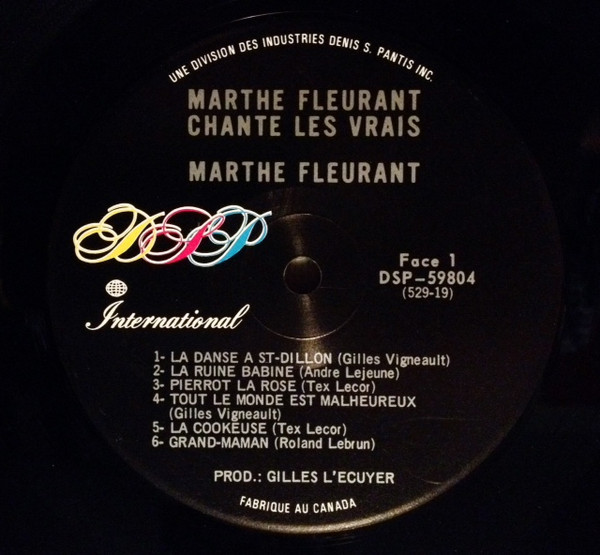 UNE DIVISION DES INDUSTRIES DENIS S. PANTIS INC.
MARTHE FLEURANT
CHANTE LES VRAIS
MARTHE FLEURANT
DSP
International
Face 1
DSP-59804
(529-19)
1- LA DANSE A ST-DILLON (Gilles Vigneault)
2- LA RUINE BABINE (Andre Lejeune)
3- PIERROT LA ROSE (Tex Lecor)
4- TOUT LE MONDE EST MALHEUREUX
(Gilles Vigneault)
5- LA COOKEUSE (Tex Lecor)
6- GRAND-MAMAN (Roland Lebrun)
PROD.: GILLES L'ECUYER
FABRIQUE AU CANADA